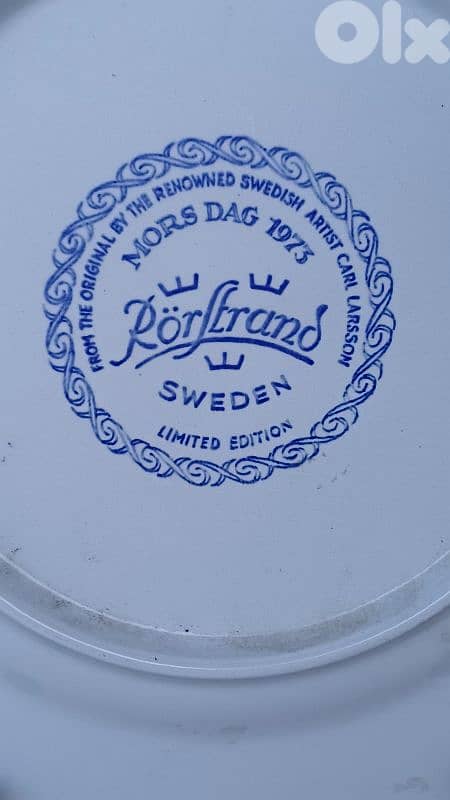 OLX
FROM THE ORIGINAL BY THE RENOWNED SWEDISH ARTIST CARL LARSSON
MORS DAG 1973
Rörstrand
SWEDEN
LIMITED EDITION